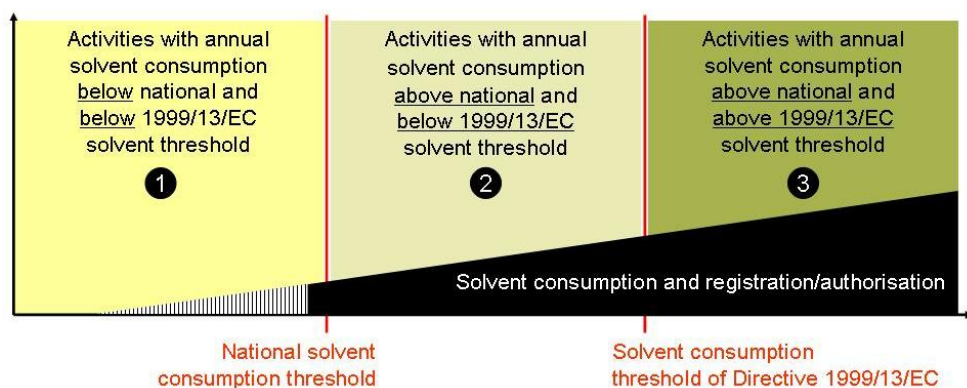 Activities with annual
solvent consumption
below national and
below 1999/13/EC
solvent threshold
1
Activities with annual
solvent consumption
above national and
below 1999/13/EC
solvent threshold
2
Activities with annual
solvent consumption
above national and
above 1999/13/EC
solvent threshold
3
Solvent consumption and registration/authorisation
National solvent
consumption threshold
Solvent consumption
threshold of Directive 1999/13/EC